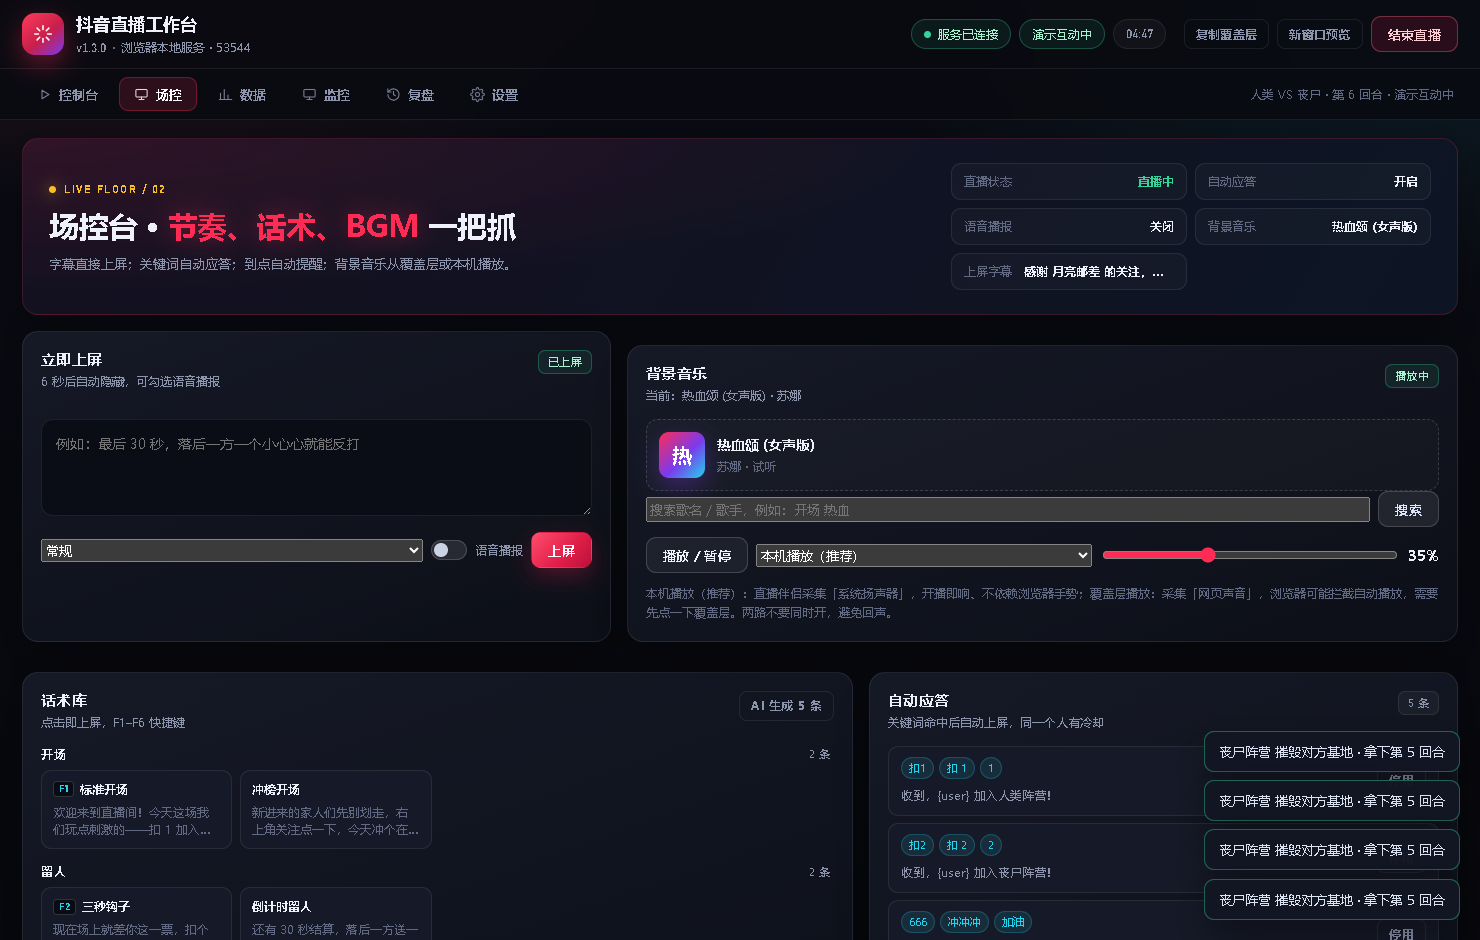 抖音直播工作台
v1.3.0 · 浏览器本地服务 · 53544
服务已连接
演示互动中
04:47
复制覆盖层
新窗口预览
结束直播
控制台
场控
数据
监控
复盘
设置
人类 VS 丧尸 · 第 6 回合 · 演示互动中
LIVE FLOOR / 02
场控台 • 节奏、话术、BGM 一把抓
字幕直接上屏；关键词自动应答；到点自动提醒；背景音乐从覆盖层或本机播放。
直播状态 直播中
自动应答 开启
语音播报 关闭
背景音乐 热血颂 (女声版)
上屏字幕 感谢 月亮邮差 的关注，...
立即上屏
6 秒后自动隐藏，可勾选语音播报
已上屏
例如：最后 30 秒，落后一方一个小心心就能反打
常规
语音播报
上屏
背景音乐
当前：热血颂 (女声版) · 苏娜
播放中
热
热血颂 (女声版)
苏娜 · 试听
搜索歌名 / 歌手，例如：开场 热血
搜索
播放 / 暂停
本机播放（推荐）
35%
本机播放（推荐）：直播伴侣采集「系统扬声器」，开播即响、不依赖浏览器手势；覆盖层播放：采集「网页声音」，浏览器可能拦截自动播放，需要
先点一下覆盖层。两路不要同时开，避免回声。
话术库
点击即上屏，F1-F6 快捷键
AI 生成 5 条
开场
2 条
F1 标准开场
欢迎来到直播间！今天这场我
们玩点刺激的——扣 1 加入...
冲榜开场
新进来的家人们先别划走，右
上角关注点一下，今天冲个在...
留人
2 条
F2 三秒钩子
现在场上就差你这一票，扣个
倒计时留人
还有 30 秒结算，落后一方送一
自动应答
关键词命中后自动上屏，同一个人有冷却
5 条
扣1
扣 1
1
收到，{user} 加入人类阵营！
扣2
扣 2
2
收到，{user} 加入丧尸阵营！
666
冲冲冲
加油
停用
丧尸阵营 摧毁对方基地 · 拿下第 5 回合
丧尸阵营 摧毁对方基地 · 拿下第 5 回合
丧尸阵营 摧毁对方基地 · 拿下第 5 回合
丧尸阵营 摧毁对方基地 · 拿下第 5 回合
停用